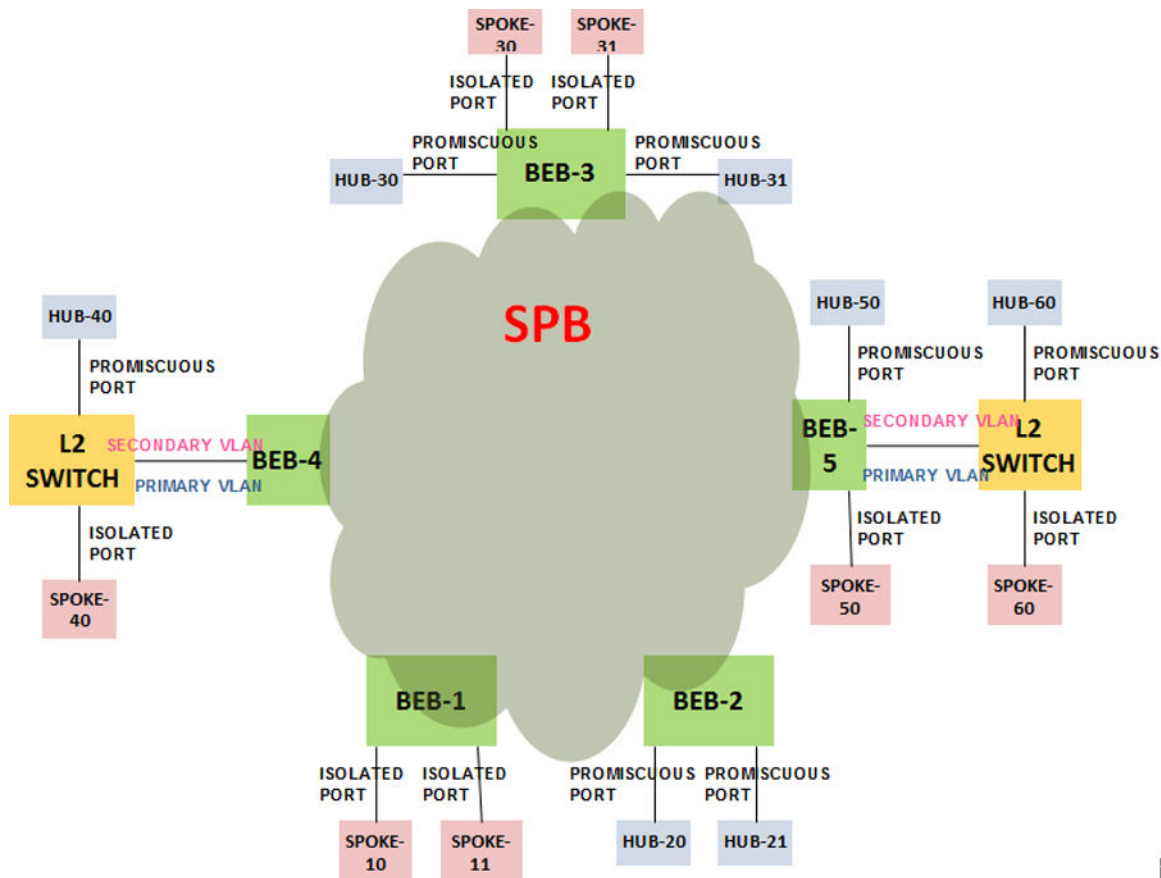 SPOKE-
30
SPOKE-
31
ISOLATED
PORT
ISOLATED
PORT
PROMISCUOUS
PORT
PROMISCUOUS
PORT
BEB-3
HUB-30
HUB-31
SPB
HUB-40
HUB-50
HUB-60
PROMISCUOUS
PORT
PROMISCUOUS
PORT
PROMISCUOUS
PORT
L2
SWITCH
SECONDARY VLAN
PRIMARY VLAN
BEB-4
BEB-
5
SECONDARY VLAN
PRIMARY VLAN
L2
SWITCH
ISOLATED
PORT
ISOLATED
PORT
ISOLATED
PORT
SPOKE-
40
SPOKE-
50
SPOKE-
60
BEB-1
BEB-2
ISOLATED
PORT
ISOLATED
PORT
PROMISCUOUS
PORT
PROMISCUOUS
PORT
SPOKE-
10
SPOKE-
11
HUB-20
HUB-21